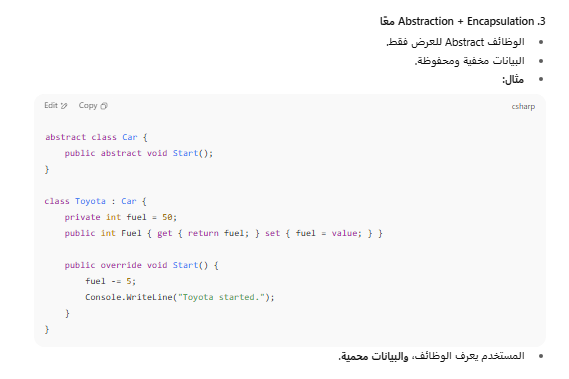 3. Abstraction + Encapsulation معًا
الوظائف Abstract للعرض فقط.
البيانات مخفية ومحفوظة.
مثال:
csharp Copy Edit
abstract class Car {
    public abstract void Start();
}
class Toyota : Car {
    private int fuel = 50;
    public int Fuel { get { return fuel; } set { fuel = value; } }
    public override void Start() {
        fuel -= 5;
        Console.WriteLine("Toyota started.");
    }
}
المستخدم يعرف الوظائف، والبيانات محمية.